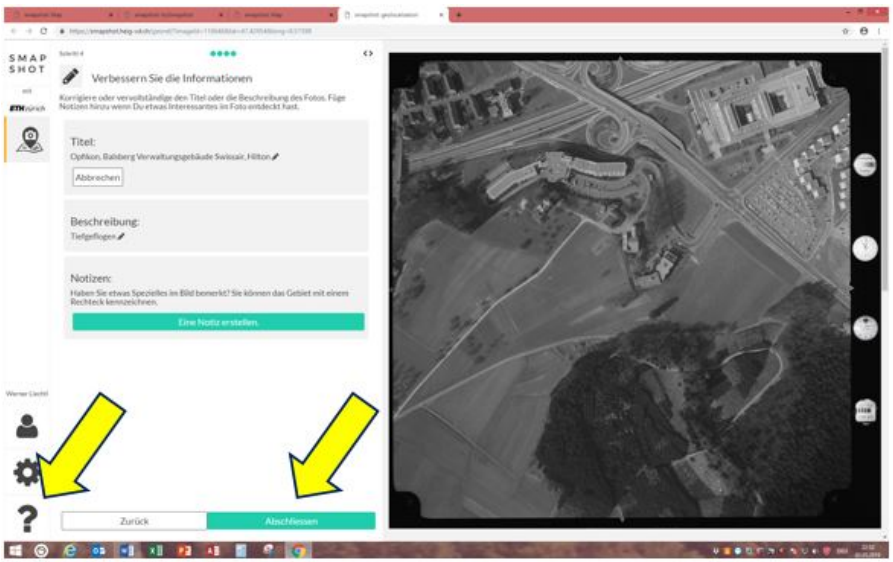 SMAP
SHOT
mit
ETHzürich
Schritt 4
Verbessern Sie die Informationen
Korrigiere oder vervollständige den Titel oder die Beschreibung des Fotos. Füge
Notizen hinzu wenn Du etwas Interessantes im Foto entdeckt hast.
Titel:
Opfikon, Balsberg Verwaltungsgebäude Swissair, Hilton
Abbrechen
Beschreibung:
Tiefgeflogen
Notizen:
Haben Sie etwas Spezielles im Bild bemerkt? Sie können das Gebiet mit einem
Rechteck kennzeichnen.
Eine Notiz erstellen.
Werner Liechti
?
Zurück
Abschliessen